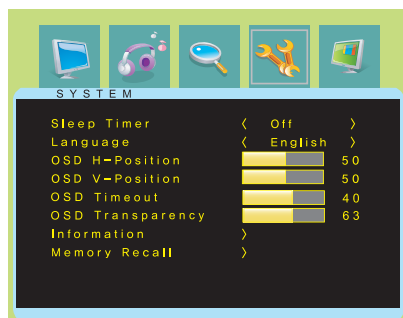 SYSTEM
Sleep Timer 〈 Off 〉
Language 〈 English 〉
OSD H-Position 50
OSD V-Position 50
OSD Timeout 40
OSD Transparency 63
Information 〉
Memory Recall 〉